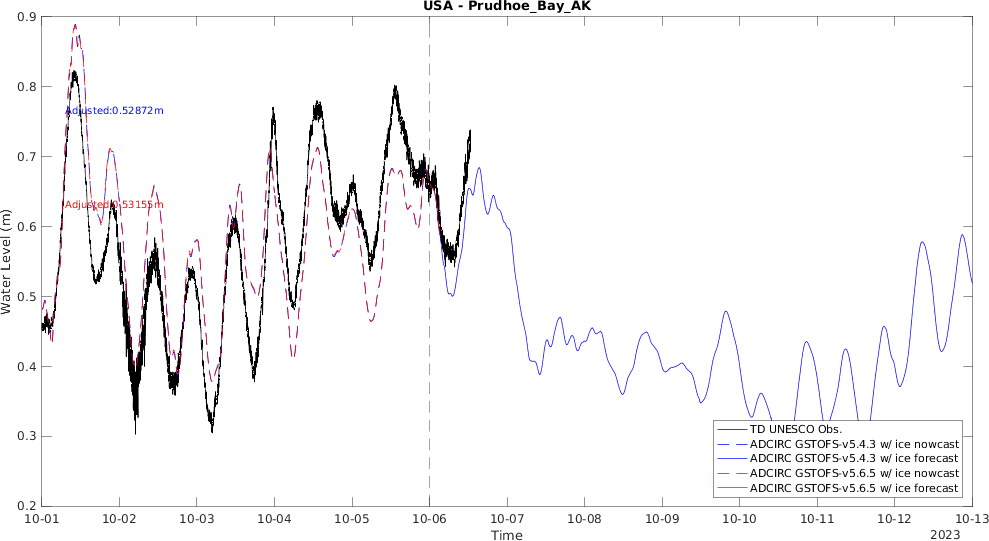 USA - Prudhoe_Bay_AK
0.9
0.8
0.7
0.6
0.5
0.4
0.3
0.2
Water Level (m)
Adjusted:0.52872m
Adjusted:0.53155m
TD UNESCO Obs.
ADCIRC GSTOFS-v5.4.3 w/ ice nowcast
ADCIRC GSTOFS-v5.4.3 w/ ice forecast
ADCIRC GSTOFS-v5.6.5 w/ ice nowcast
ADCIRC GSTOFS-v5.6.5 w/ ice forecast
10-01 10-02 10-03 10-04 10-05 10-06 10-07 10-08 10-09 10-10 10-11 10-12 10-13
Time
2023